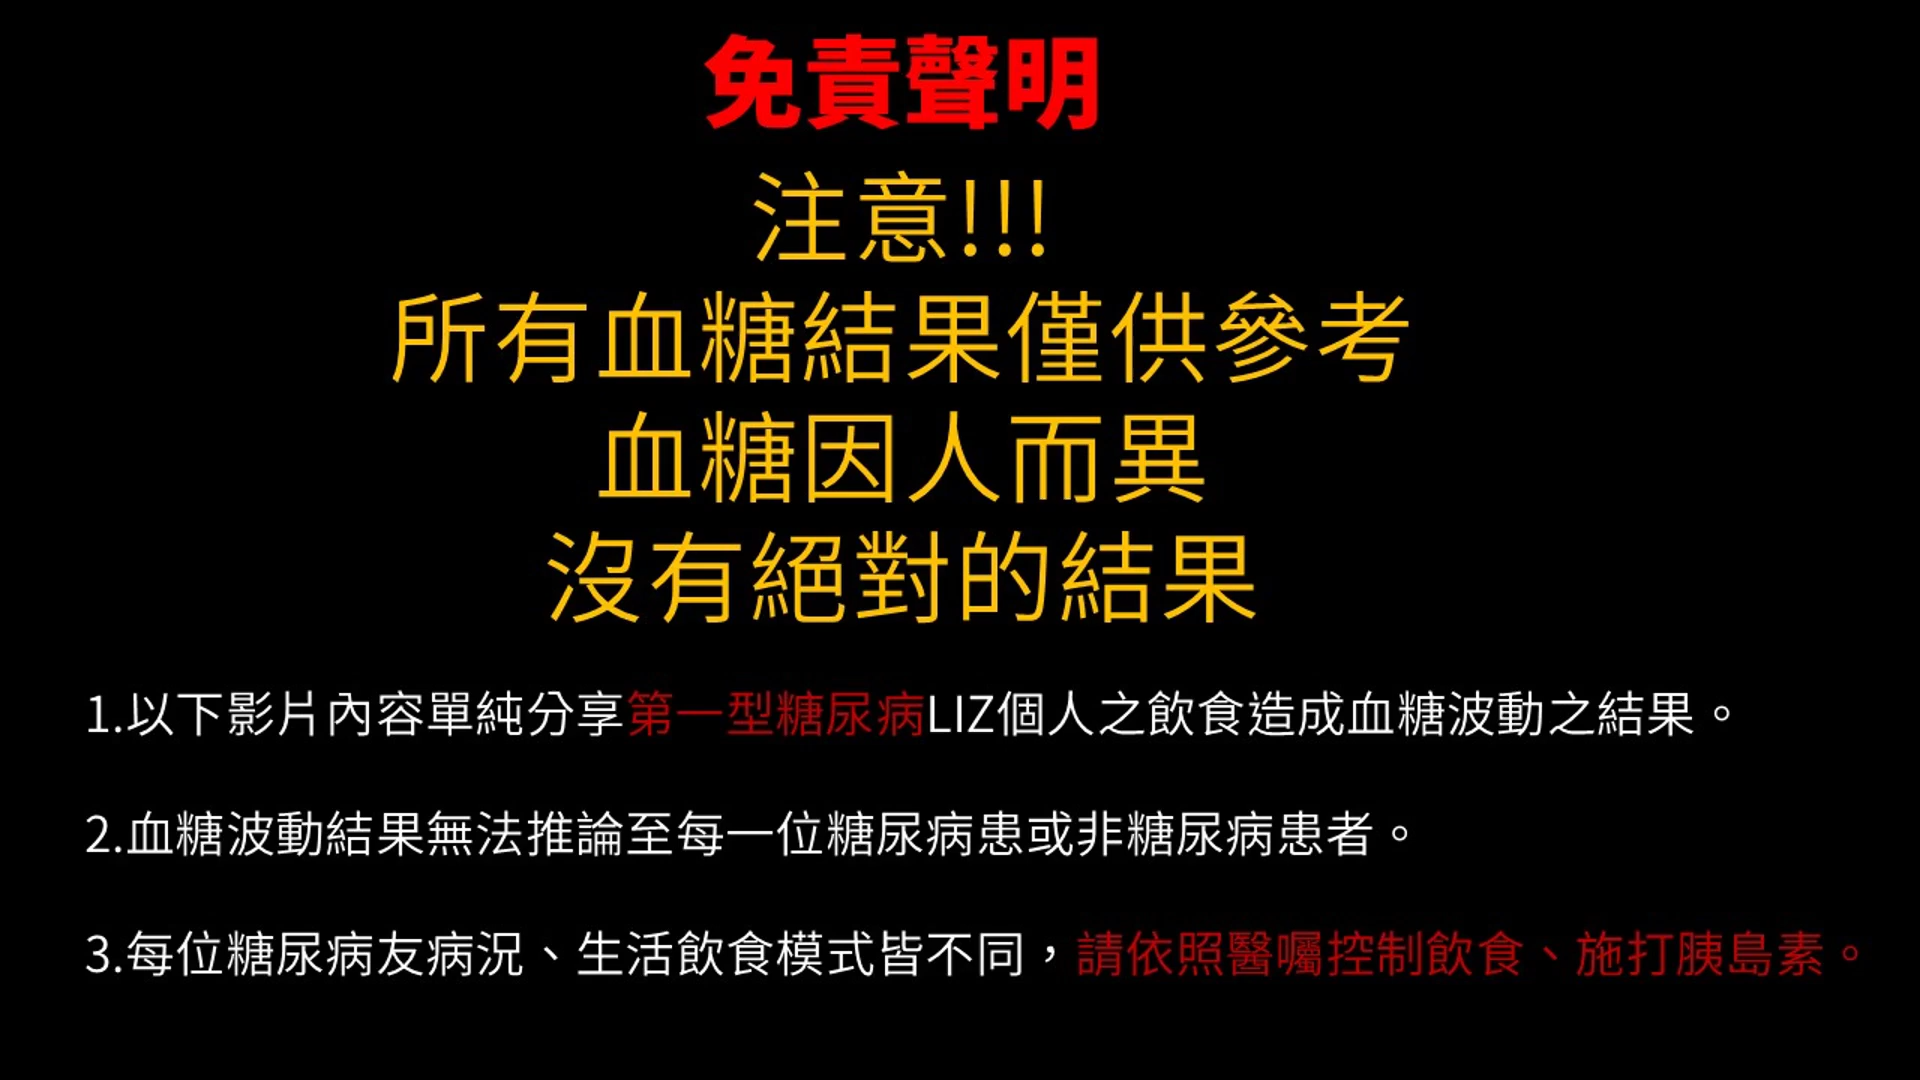 免責聲明
注意!!!
所有血糖結果僅供參考
血糖因人而異
沒有絕對的結果
1.以下影片內容單純分享第一型糖尿病LIZ個人之飲食造成血糖波動之結果。
2.血糖波動結果無法推論至每一位糖尿病患或非糖尿病患者。
3.每位糖尿病友病況、生活飲食模式皆不同，請依照醫囑控制飲食、施打胰島素。